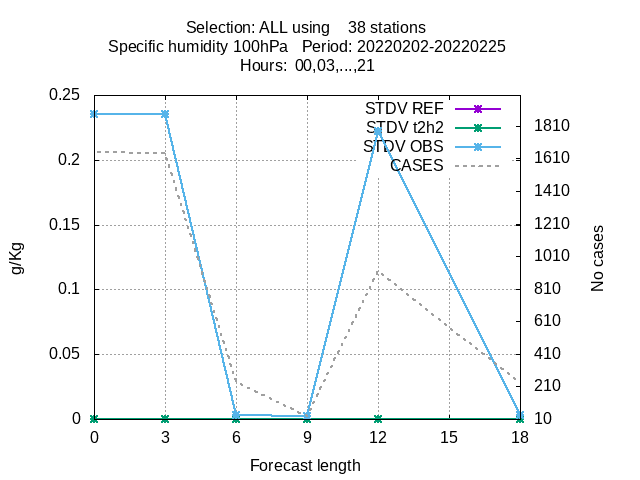 Selection: ALL using    38 stations
Specific humidity 100hPa   Period: 20220202-20220225
Hours: 00,03,...,21
STDV REF
STDV t2h2
STDV OBS
CASES
0.25
0.2
0.15
0.1
0.05
0
g/Kg
1810
1610
1410
1210
1010
810
610
410
210
10
No cases
0 3 6 9 12 15 18
Forecast length